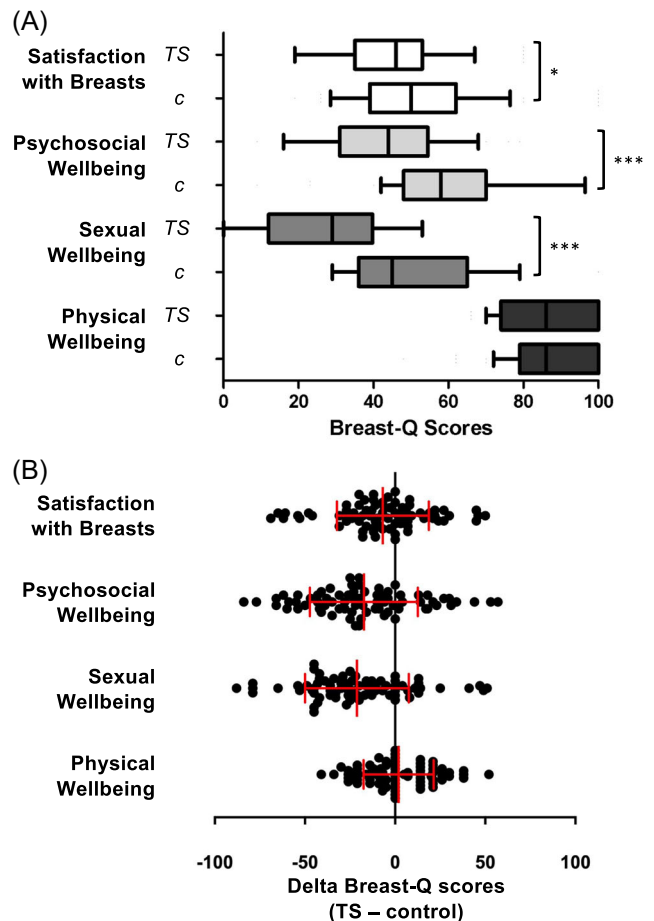 (A)
Satisfaction
with Breasts
TS
c
*
Psychosocial
Wellbeing
TS
c
***
Sexual
Wellbeing
TS
c
***
Physical
Wellbeing
TS
c
0 20 40 60 80 100
Breast-Q Scores
(B)
Satisfaction
with Breasts
Psychosocial
Wellbeing
Sexual
Wellbeing
Physical
Wellbeing
-100 -50 0 50 100
Delta Breast-Q scores
(TS – control)